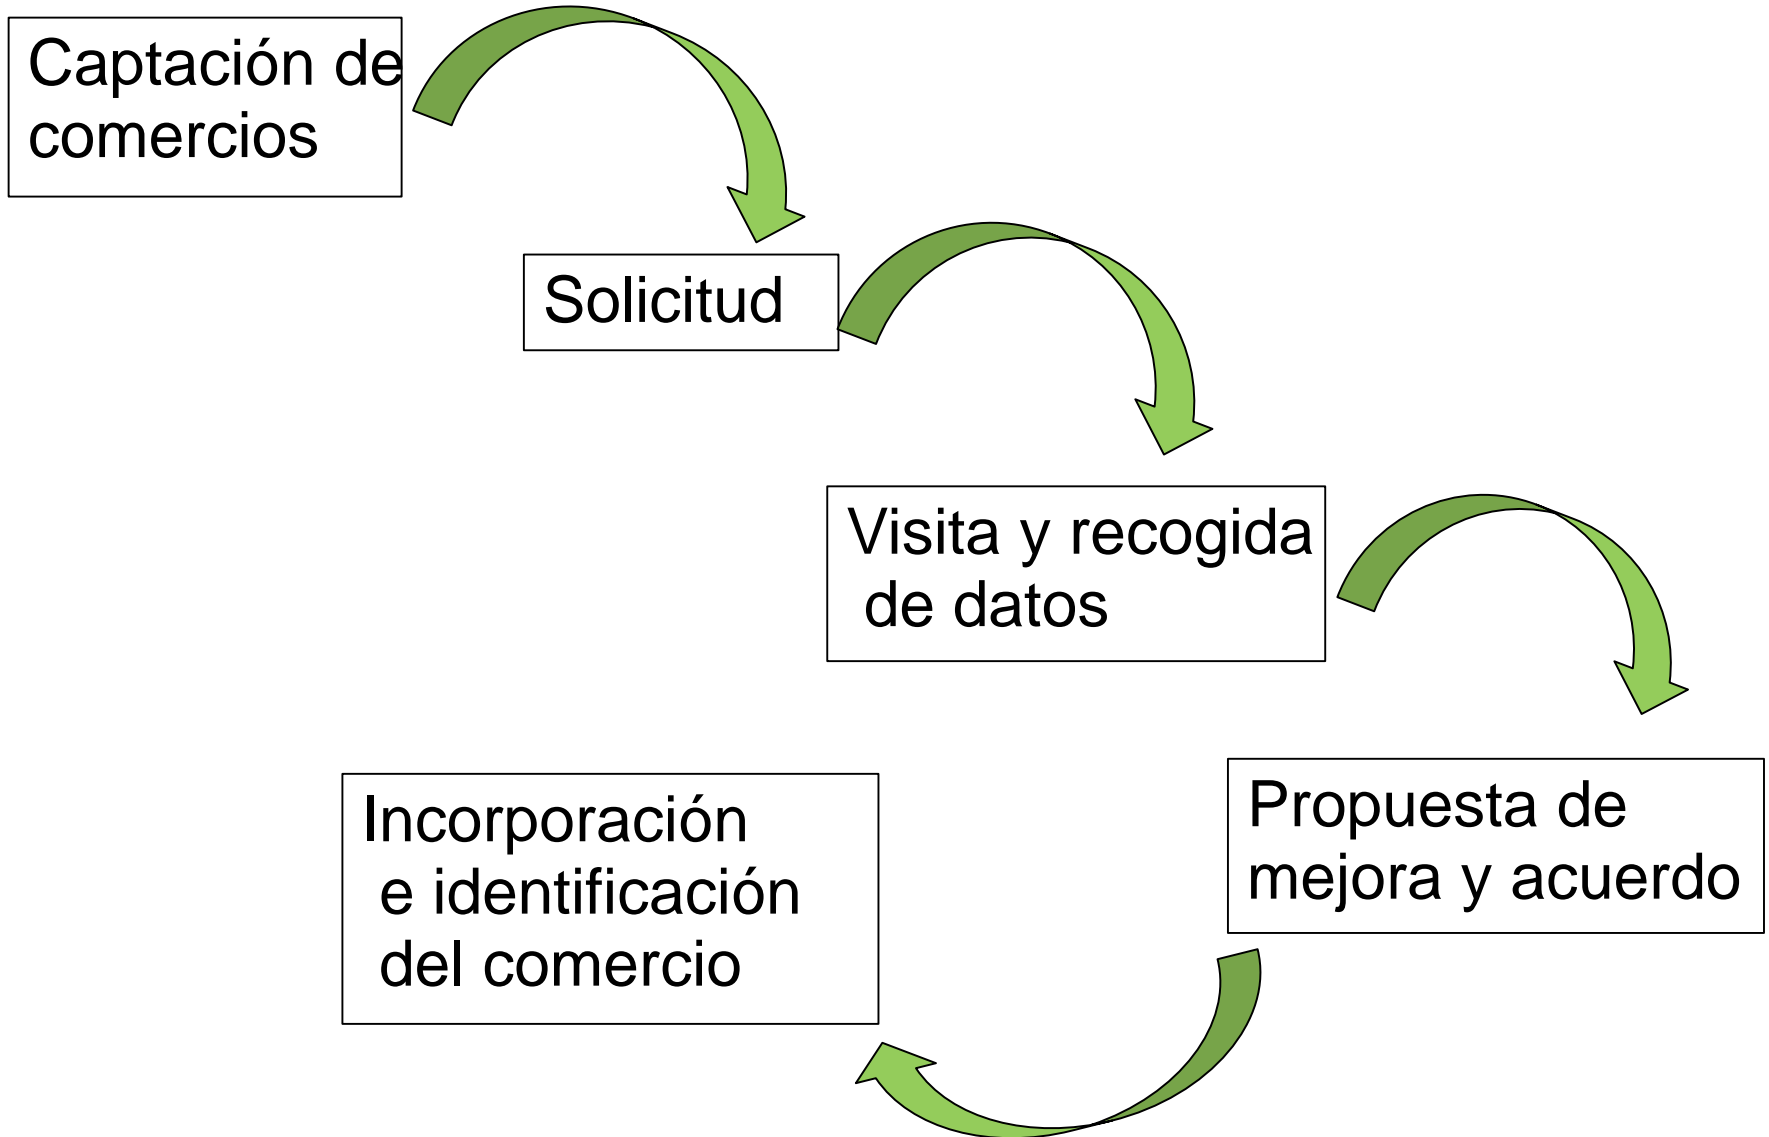 Captación de
comercios
Solicitud
Visita y recogida
de datos
Propuesta de
mejora y acuerdo
Incorporación
e identificación
del comercio